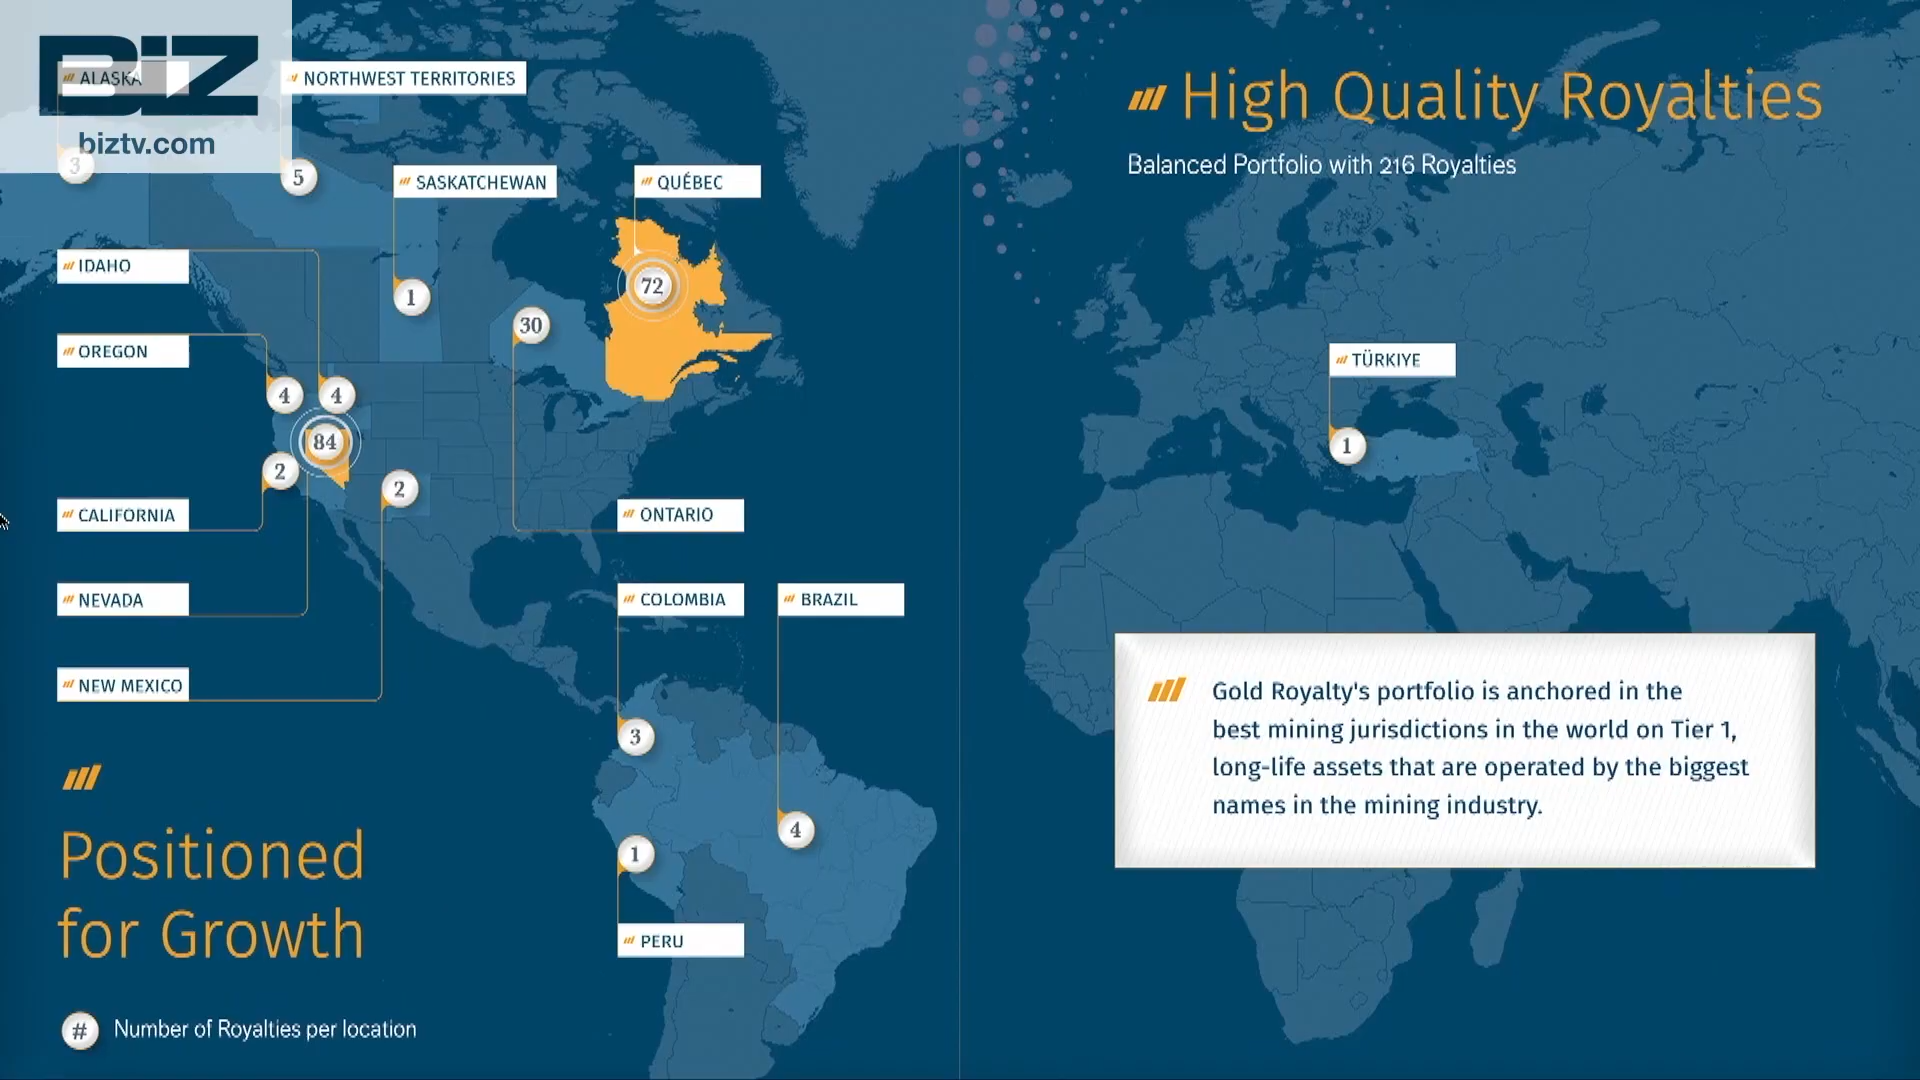 BiZ
biztv.com
ALASKA
3
NORTHWEST TERRITORIES
5
SASKATCHEWAN
1
QUÉBEC
72
IDAHO
4
OREGON
4
84
30
2
2
CALIFORNIA
NEVADA
NEW MEXICO
ONTARIO
COLOMBIA
3
BRAZIL
4
1
PERU
Positioned
for Growth
# Number of Royalties per location
High Quality Royalties
Balanced Portfolio with 216 Royalties
TÜRKIYE
1
Gold Royalty's portfolio is anchored in the
best mining jurisdictions in the world on Tier 1,
long-life assets that are operated by the biggest
names in the mining industry.